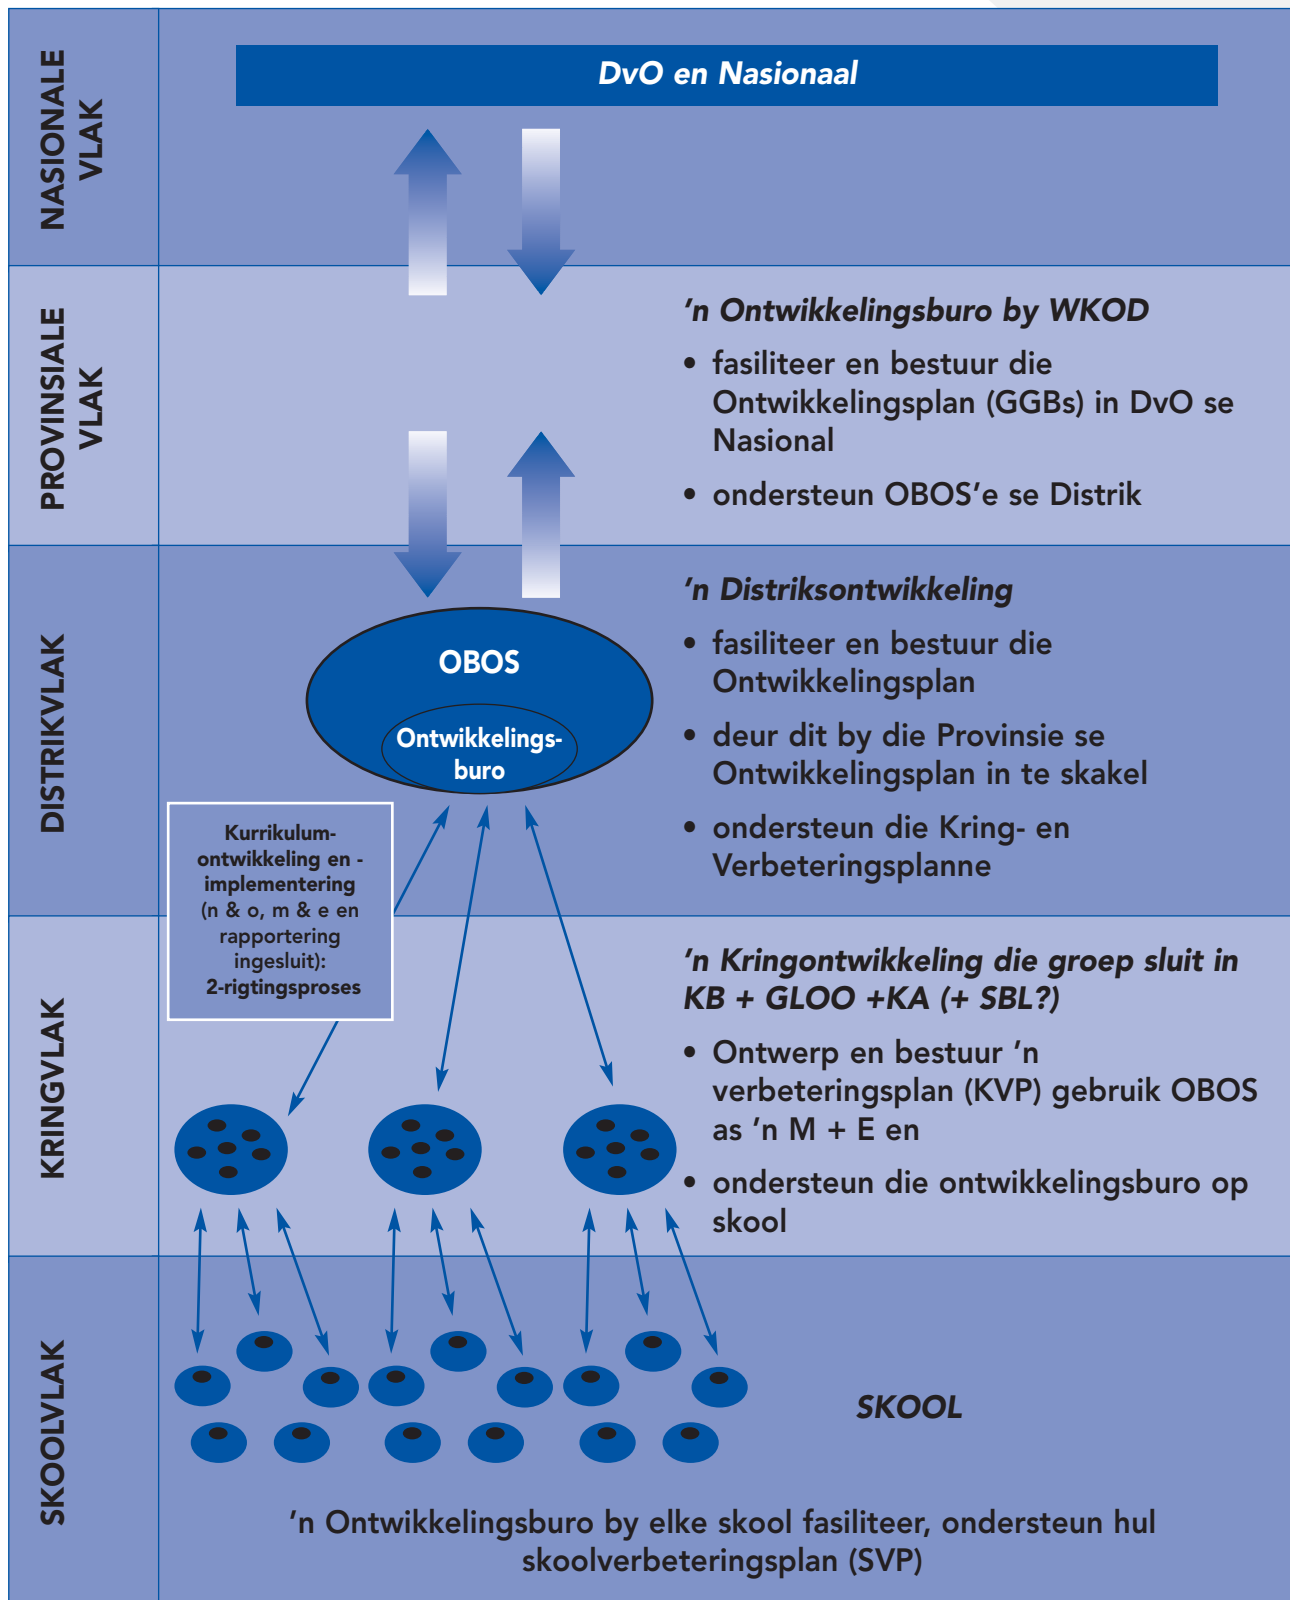 NASIONALE
VLAK
DvO en Nasionaal
PROVINSIALE
VLAK
’n Ontwikkelingsburo by WKOD
• fasiliteer en bestuur die
Ontwikkelingsplan (GGBs) in DvO se
Nasional
• ondersteun OBOS’e se Distrik
DISTRIKVLAK
OBOS
Ontwikkelings-
buro
’n Distriksontwikkeling
• fasiliteer en bestuur die
Ontwikkelingsplan
• deur dit by die Provinsie se
Ontwikkelingsplan in te skakel
• ondersteun die Kring- en
Verbeteringsplanne
Kurrikulum-
ontwikkeling en -
implementering
(n & o, m & e en
rapportering
ingesluit):
2-rigtingsproses
KRINGVLAK
’n Kringontwikkeling die groep sluit in
KB + GLOO +KA (+ SBL?)
• Ontwerp en bestuur ’n
verbeteringsplan (KVP) gebruik OBOS
as ’n M + E en
• ondersteun die ontwikkelingsburo op
skool
SKOOLVLAK
SKOOL
’n Ontwikkelingsburo by elke skool fasiliteer, ondersteun hul
skoolverbeteringsplan (SVP)